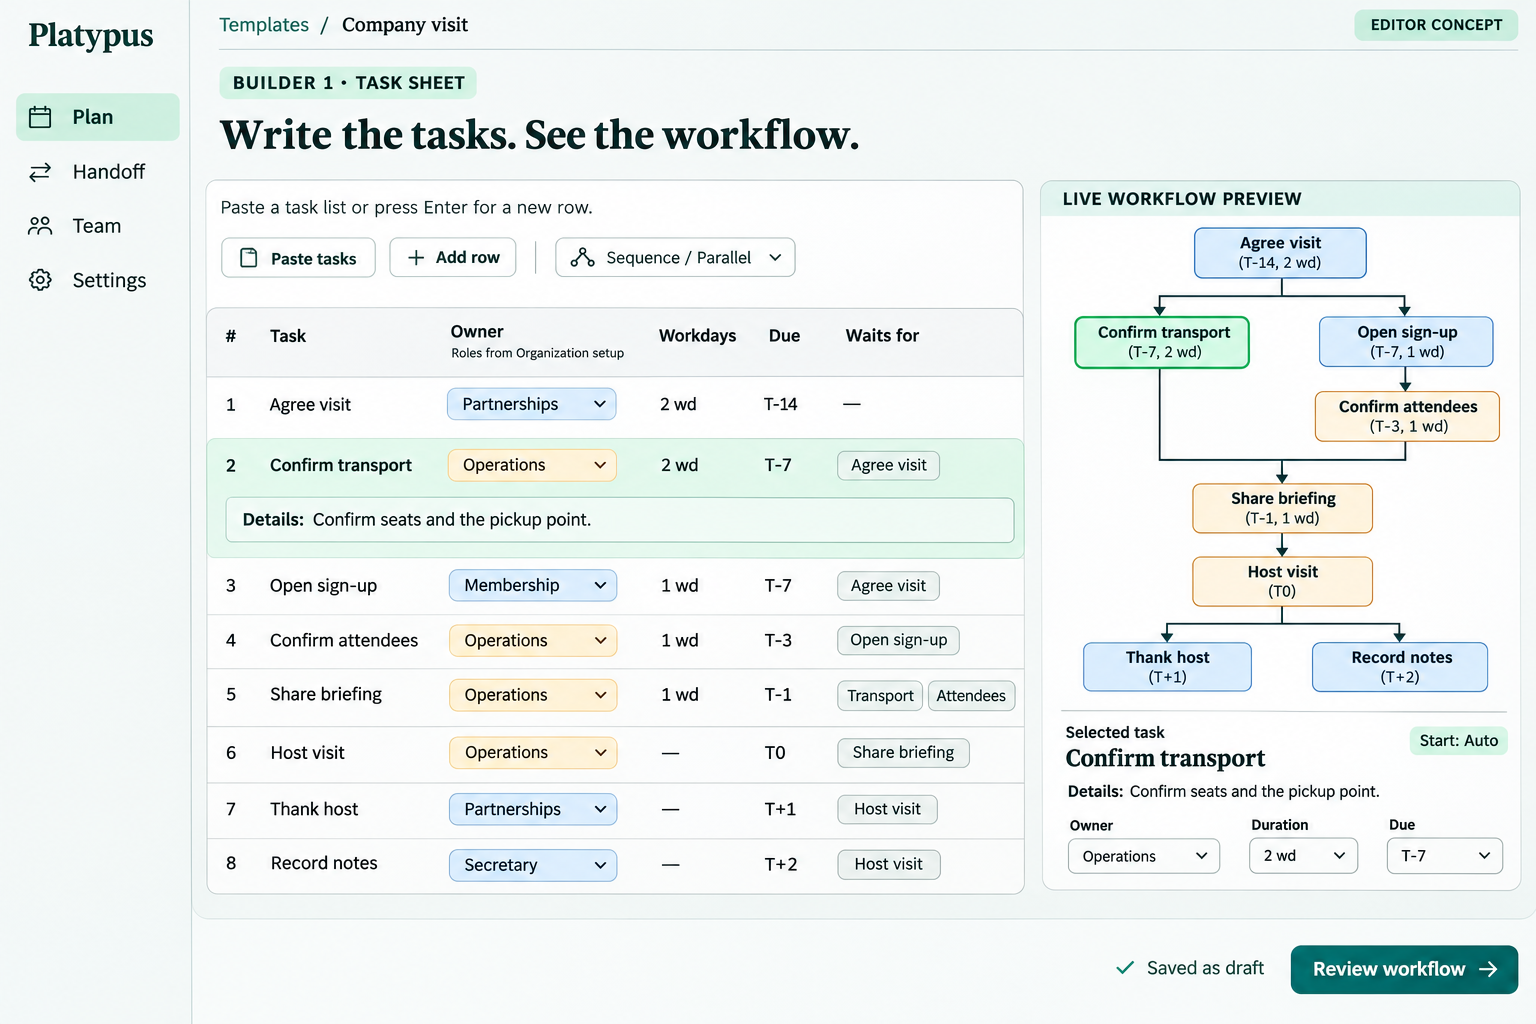 Platypus
Plan
Handoff
Team
Settings
Templates / Company visit
EDITOR CONCEPT
BUILDER 1 • TASK SHEET
Write the tasks. See the workflow.
Paste a task list or press Enter for a new row.
Paste tasks
Add row
Sequence / Parallel
# Task Owner Workdays Due Waits for
Roles from Organization setup
1 Agree visit Partnerships 2 wd T-14 —
2 Confirm transport Operations 2 wd T-7 Agree visit
Details: Confirm seats and the pickup point.
3 Open sign-up Membership 1 wd T-7 Agree visit
4 Confirm attendees Operations 1 wd T-3 Open sign-up
5 Share briefing Operations 1 wd T-1 Transport Attendees
6 Host visit Operations — T0 Share briefing
7 Thank host Partnerships — T+1 Host visit
8 Record notes Secretary — T+2 Host visit
LIVE WORKFLOW PREVIEW
Agree visit
(T-14, 2 wd)
Confirm transport
(T-7, 2 wd)
Open sign-up
(T-7, 1 wd)
Confirm attendees
(T-3, 1 wd)
Share briefing
(T-1, 1 wd)
Host visit
(T0)
Thank host
(T+1)
Record notes
(T+2)
Selected task
Confirm transport
Start: Auto
Details: Confirm seats and the pickup point.
Owner Duration Due
Operations 2 wd T-7
Saved as draft
Review workflow